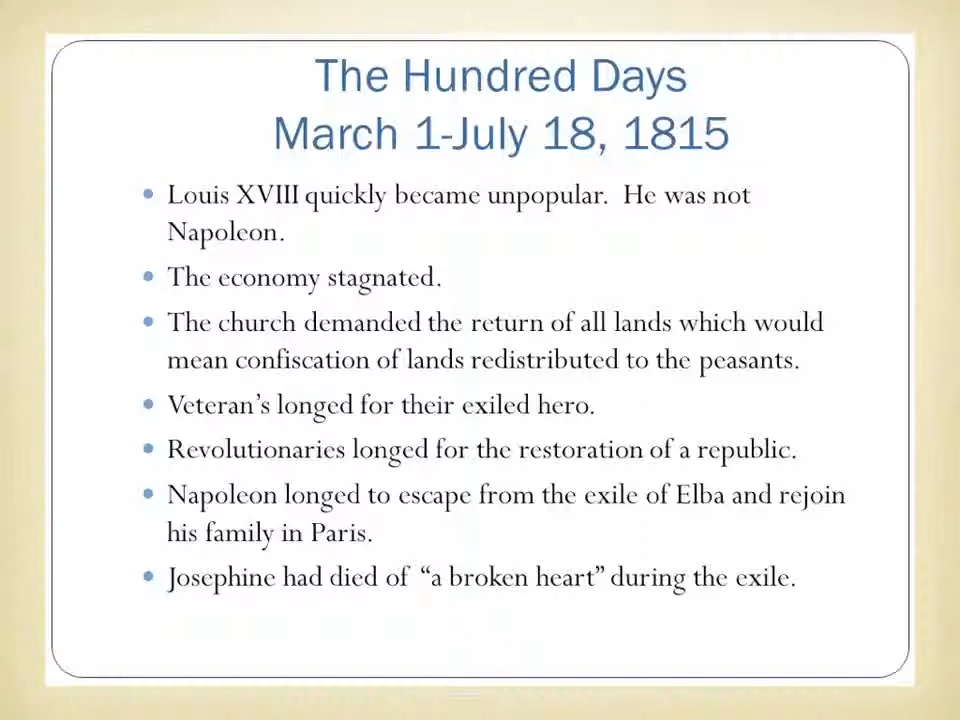 The Hundred Days
March 1-July 18, 1815
• Louis XVIII quickly became unpopular.  He was not
Napoleon.
• The economy stagnated.
• The church demanded the return of all lands which would
mean confiscation of lands redistributed to the peasants.
• Veteran’s longed for their exiled hero.
• Revolutionaries longed for the restoration of a republic.
• Napoleon longed to escape from the exile of Elba and rejoin
his family in Paris.
• Josephine had died of “a broken heart” during the exile.